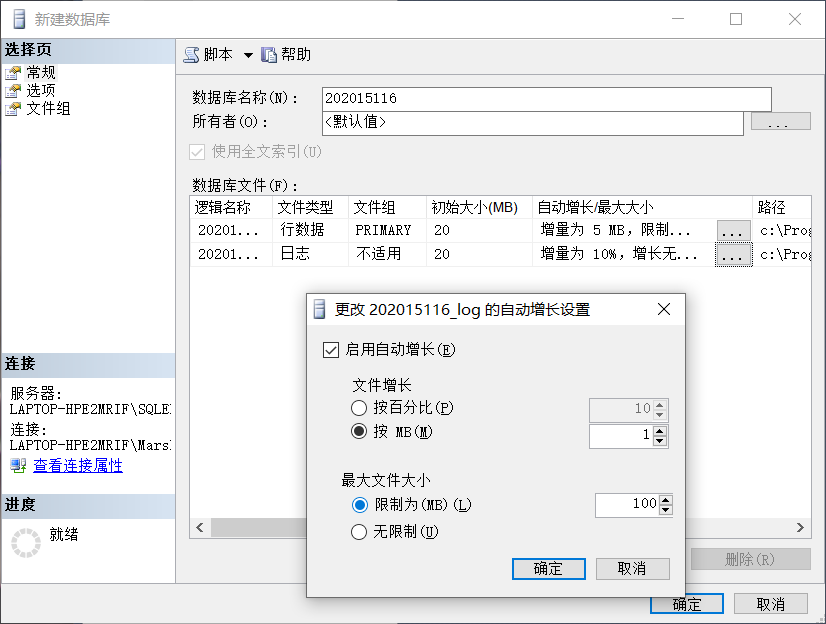 新建数据库
选择页
常规
选项
文件组
脚本 帮助
数据库名称(N): 202015116
所有者(O): <默认值> ...
使用全文索引(U)
数据库文件(F):
逻辑名称 文件类型 文件组 初始大小(MB) 自动增长/最大大小 路径
20201... 行数据 PRIMARY 20 增量为 5 MB，限制... ... c:\Prog
20201... 日志 不适用 20 增量为 10%，增长无... ... c:\Prog
更改 202015116_log 的自动增长设置
启用自动增长(E)
文件增长
按百分比(P) 10
按 MB(M) 1
最大文件大小
限制为(MB)(L) 100
无限制(U)
确定 取消
连接
服务器:
LAPTOP-HPE2MRIF\SQLE
连接:
LAPTOP-HPE2MRIF\Mars
查看连接属性
进度
就绪
删除(R)
确定 取消